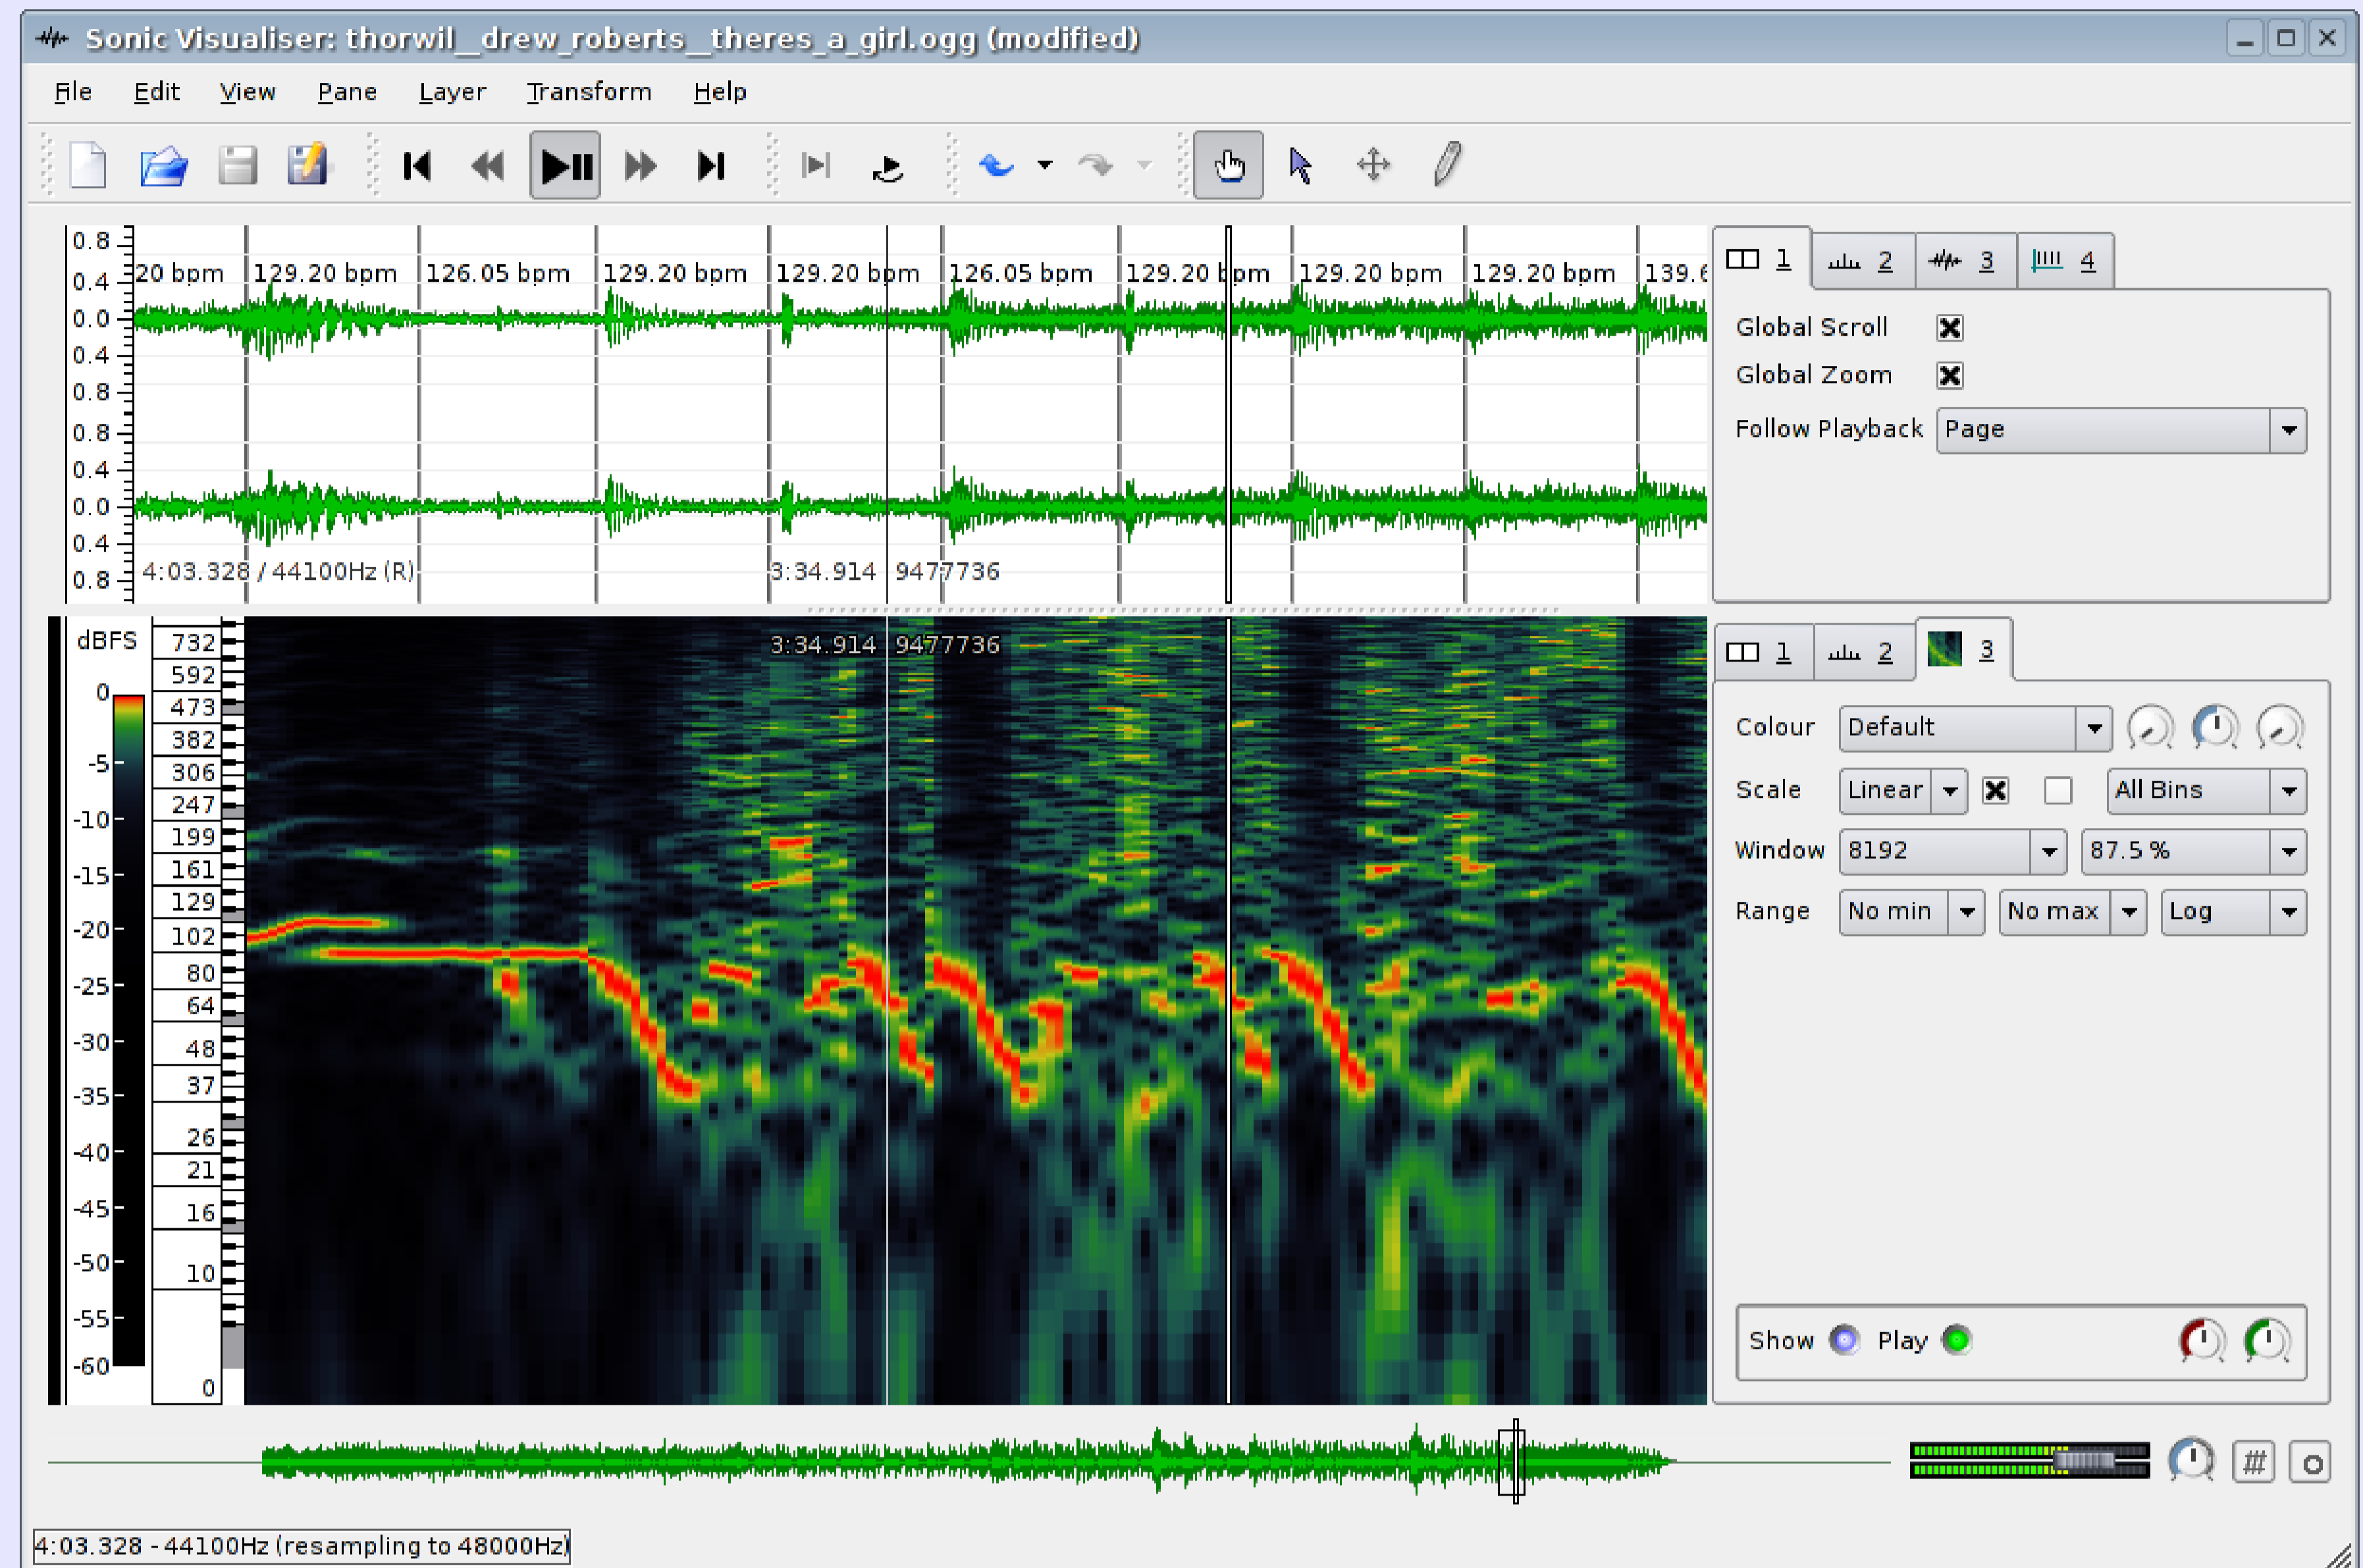 Sonic Visualiser: thorwil__drew_roberts__theres_a_girl.ogg (modified)
File Edit View Pane Layer Transform Help
0.8
0.4
0.0
0.4
0.8
0.8
0.4
0.0
0.4
0.8
20 bpm 129.20 bpm 126.05 bpm 129.20 bpm 129.20 bpm 126.05 bpm 129.20 bpm 129.20 bpm 129.20 bpm 139.6
4:03.328 / 44100Hz (R) 3:34.914 9477736
1 2 3 4
Global Scroll
Global Zoom
Follow Playback Page
dBFS
0
-5
-10
-15
-20
-25
-30
-35
-40
-45
-50
-55
-60
732
592
473
382
306
247
199
161
129
102
80
64
48
37
26
21
16
10
0
3:34.914 9477736
1 2 3
Colour Default
Scale Linear All Bins
Window 8192 87.5 %
Range No min No max Log
Show Play
4:03.328 - 44100Hz (resampling to 48000Hz)